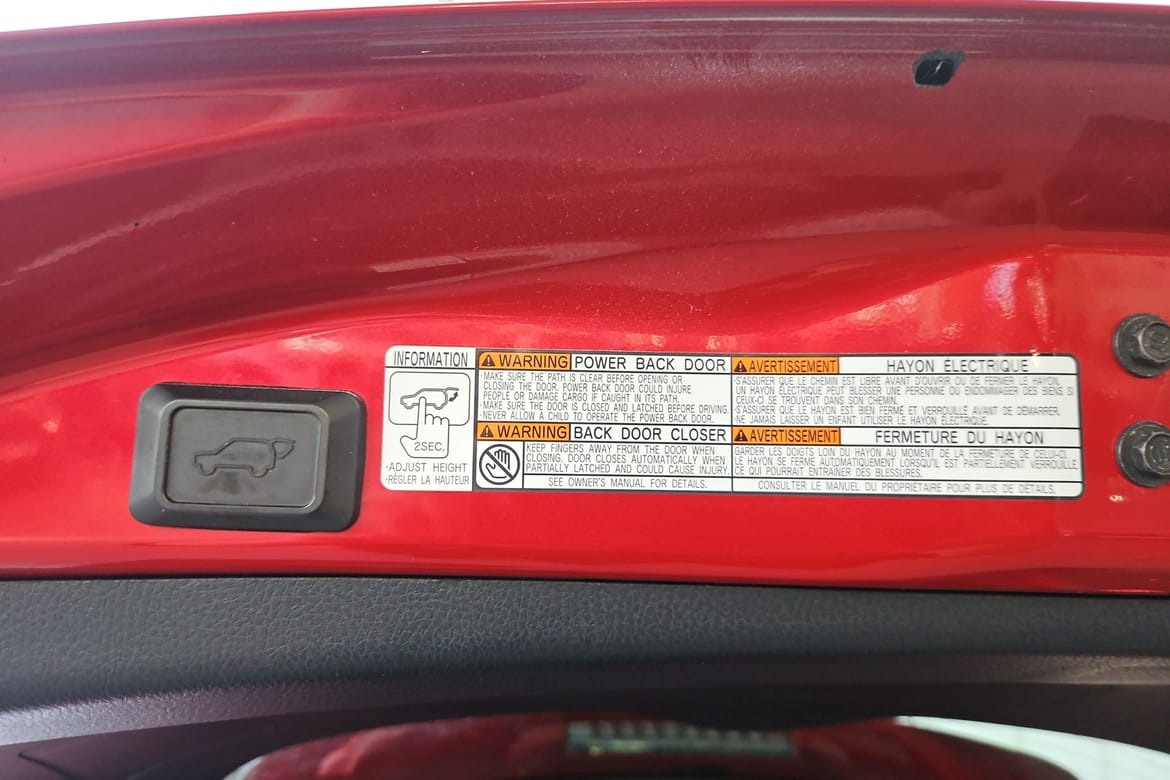 INFORMATION
2SEC.
·ADJUST HEIGHT
·RÉGLER LA HAUTEUR
WARNING POWER BACK DOOR
·MAKE SURE THE PATH IS CLEAR BEFORE OPENING OR
CLOSING THE DOOR. POWER BACK DOOR COULD INJURE
PEOPLE OR DAMAGE CARGO IF CAUGHT IN ITS PATH.
·MAKE SURE THE DOOR IS CLOSED AND LATCHED BEFORE DRIVING.
·NEVER ALLOW A CHILD TO OPERATE THE POWER BACK DOOR.
WARNING BACK DOOR CLOSER
KEEP FINGERS AWAY FROM THE DOOR WHEN
CLOSING. DOOR CLOSES AUTOMATICALLY WHEN
PARTIALLY LATCHED AND COULD CAUSE INJURY.
SEE OWNER'S MANUAL FOR DETAILS.
AVERTISSEMENT HAYON ÉLECTRIQUE
·S'ASSURER QUE LE CHEMIN EST LIBRE AVANT D'OUVRIR OU DE FERMER LE HAYON.
UN HAYON ÉLECTRIQUE PEUT BLESSER UNE PERSONNE OU ENDOMMAGER DES BIENS SI
CEUX-CI SE TROUVENT DANS SON CHEMIN.
·S'ASSURER QUE LE HAYON EST BIEN FERMÉ ET VERROUILLÉ AVANT DE DÉMARRER.
·NE JAMAIS LAISSER UN ENFANT UTILISER LE HAYON ÉLECTRIQUE.
AVERTISSEMENT FERMETURE DU HAYON
GARDER LES DOIGTS LOIN DU HAYON AU MOMENT DE LA FERMETURE DE CELUI-CI.
LE HAYON SE FERME AUTOMATIQUEMENT LORSQU'IL EST PARTIELLEMENT VERROUILLÉ,
CE QUI POURRAIT ENTRAÎNER DES BLESSURES.
CONSULTER LE MANUEL DU PROPRIÉTAIRE POUR PLUS DE DÉTAILS.